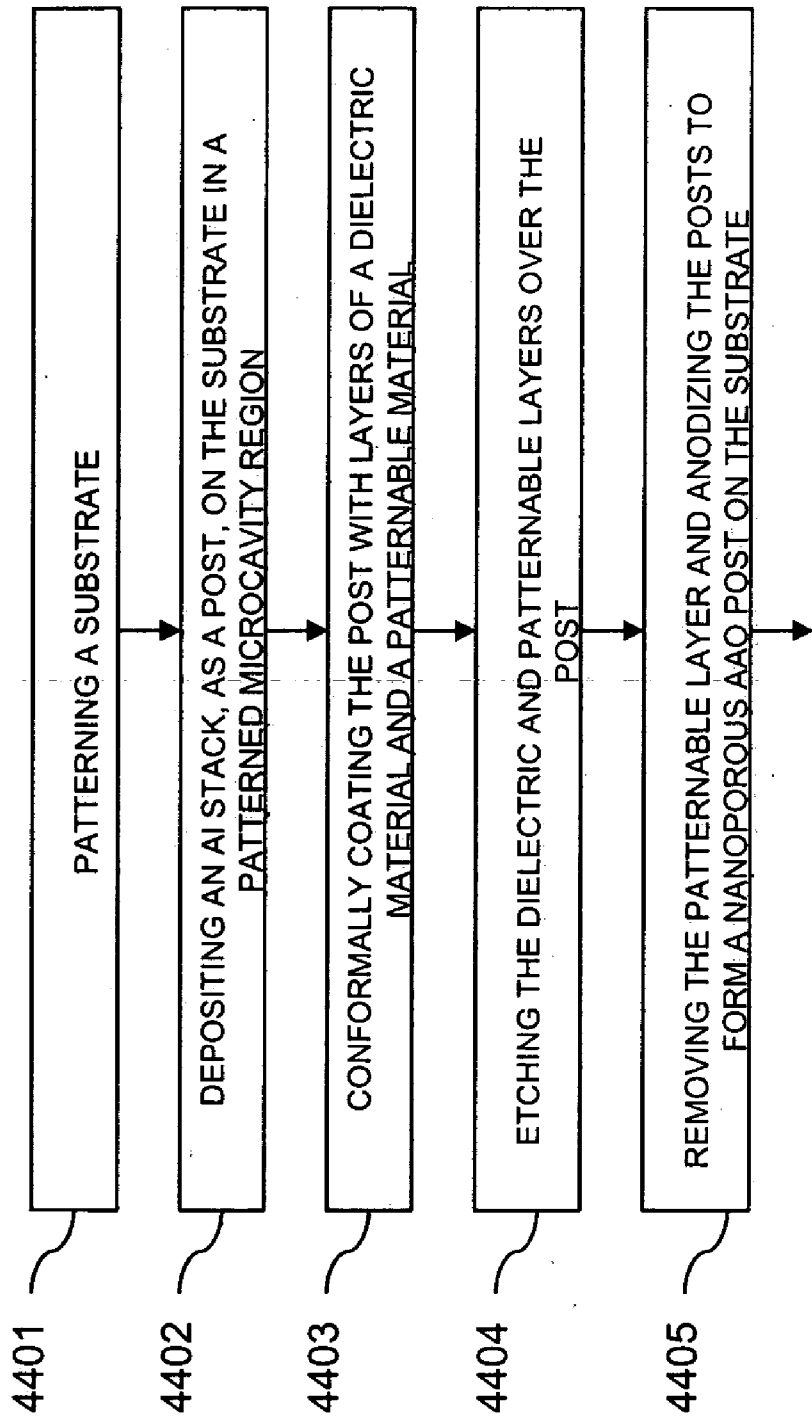 4401
PATTERNING A SUBSTRATE
4402
DEPOSITING AN Al STACK, AS A POST, ON THE SUBSTRATE IN A
PATTERNED MICROCAVITY REGION
4403
CONFORMALLY COATING THE POST WITH LAYERS OF A DIELECTRIC
MATERIAL AND A PATTERNABLE MATERIAL
4404
ETCHING THE DIELECTRIC AND PATTERNABLE LAYERS OVER THE
POST
4405
REMOVING THE PATTERNABLE LAYER AND ANODIZING THE POSTS TO
FORM A NANOPOROUS AAO POST ON THE SUBSTRATE